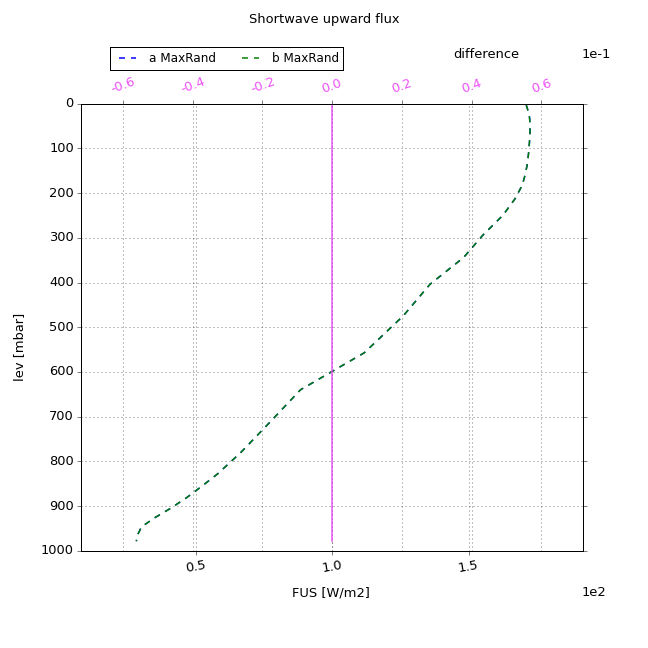 Shortwave upward flux
a MaxRand b MaxRand difference 1e-1
-0.6 -0.4 -0.2 0.0 0.2 0.4 0.6
0
100
200
300
400
500
600
700
800
900
1000
lev [mbar]
0.5 1.0 1.5
FUS [W/m2] 1e2